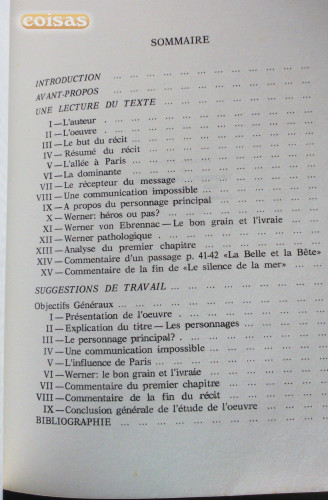 coisas
SOMMAIRE
INTRODUCTION ... ... ... ... ... ... ... ... ... ...
AVANT-PROPOS ... ... ... ... ... ... ... ... ... ...
UNE LECTURE DU TEXTE ... ... ... ... ... ... ...
I — L'auteur . ... ... ... ... ... ... ... ... ...
II — L'oeuvre ... ... ... ... ... ... ... ... ...
III — Le but du récit ... ... ... ... ... ... ...
IV — Résumé du récit ... ... ... ... ... ... ...
V — L'allée à Paris ... ... ... ... ... ... ...
VI — La dominante ... ... ... ... ... ... ...
VII — Le récepteur du message ... ... ... ... ...
VIII — Une communication impossible ... ... ... ...
IX — A propos du personnage principal ... ... ...
X — Werner: héros ou pas? ... ... ... ... ...
XI — Werner von Ebrennac — Le bon grain et l'ivraie
XII — Werner pathologique . ... ... ... ... ... ...
XIII — Analyse du premier chapitre ... ... ... ...
XIV — Commentaire d'un passage p. 41-42 «La Belle et la Bête»
XV — Commentaire de la fin de «Le silence de la mer» ...
SUGGESTIONS DE TRAVAIL ... ... ... ... ... ...
Objectifs Généraux ... ... ... ... ... ... ... ...
I — Présentation de l'oeuvre . ... ... ... ... ...
II — Explication du titre — Les personnages ... ...
III — Le personnage principal? ... ... ... ... ...
IV — Une communication impossible ... ... ... ...
V — L'influence de Paris ... ... ... ... ... ...
VI — Werner: le bon grain et l'ivraie ... ... ... ...
VII — Commentaire du premier chapitre ... ... ...
VIII — Commentaire de la fin du récit ... ... ... ...
IX — Conclusion générale de l'étude de l'oeuvre ... ...
BIBLIOGRAPHIE ... ... ... ... ... ... ... ... ...